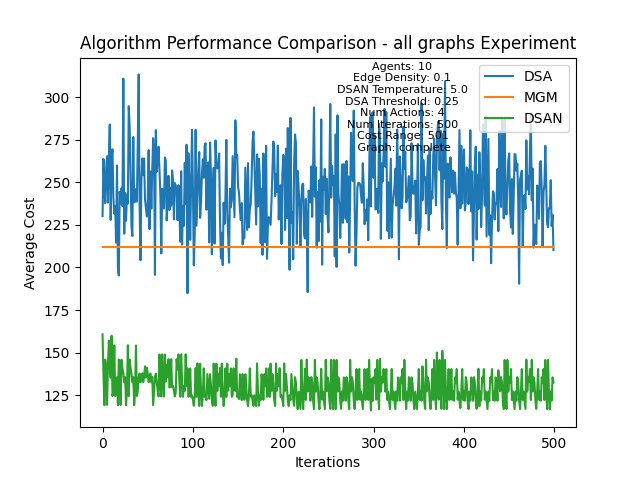 Algorithm Performance Comparison - all graphs Experiment
Agents: 10
Edge Density: 0.1
DSAN Temperature: 5.0
DSA Threshold: 0.25
Num Actions: 4
Num Iterations: 500
Cost Range: 501
Graph: complete
DSA
MGM
DSAN
Average Cost
300
275
250
225
200
175
150
125
0
100
200
300
400
500
Iterations